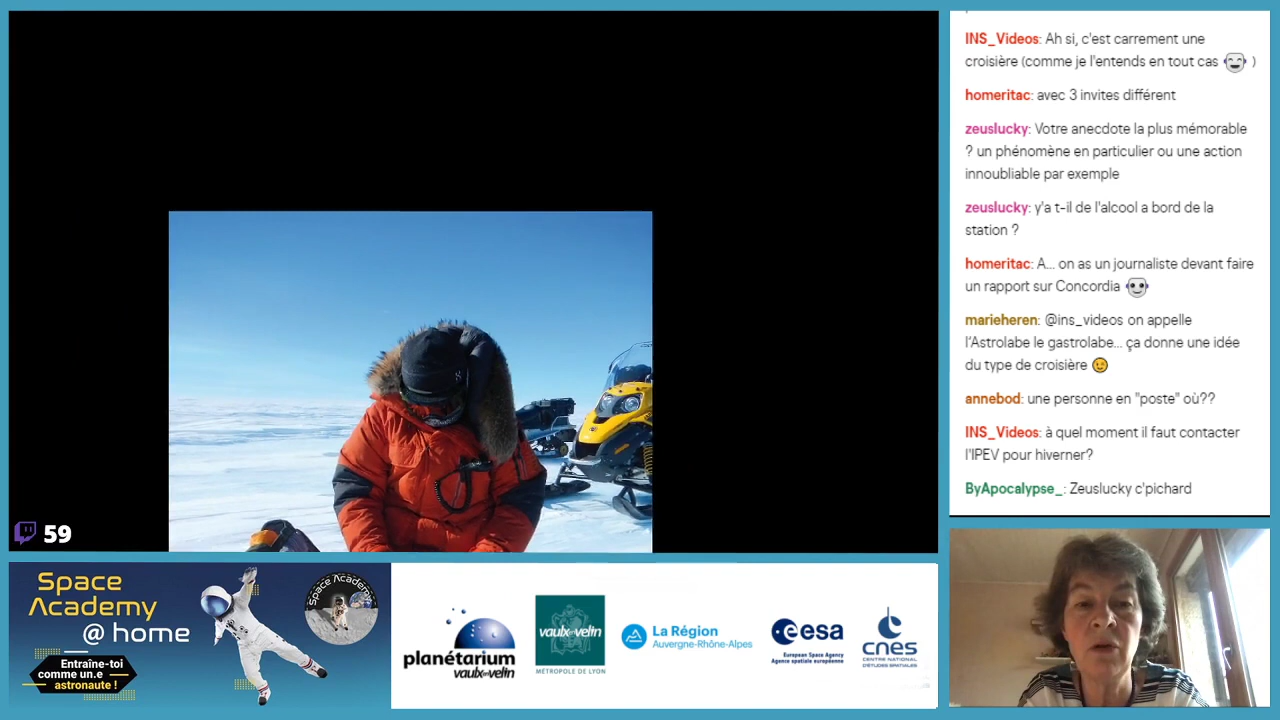 INS_Videos: Ah si, c'est carrement une
croisière (comme je l'entends en tout cas )
homeritac: avec 3 invites différent
zeuslucky: Votre anecdote la plus mémorable
? un phénomène en particulier ou une action
innoubliable par exemple
zeuslucky: y'a t-il de l'alcool a bord de la
station ?
homeritac: A... on as un journaliste devant faire
un rapport sur Concordia
marieheren: @ins_videos on appelle
l'Astrolabe le gastrolabe... ça donne une idée
du type de croisière
annebod: une personne en "poste" où??
INS_Videos: à quel moment il faut contacter
l'IPEV pour hiverner?
ByApocalypse_: Zeuslucky c'pichard
59
Space
Academy
@ home
Entraîne-toi
comme un.e
astronaute !
Space Academy
planétarium
vaulx en velin
vaulx en velin
MÉTROPOLE DE LYON
La Région
Auvergne-Rhône-Alpes
esa
European Space Agency
Agence spatiale européenne
cnes
CENTRE NATIONAL
D'ÉTUDES SPATIALES